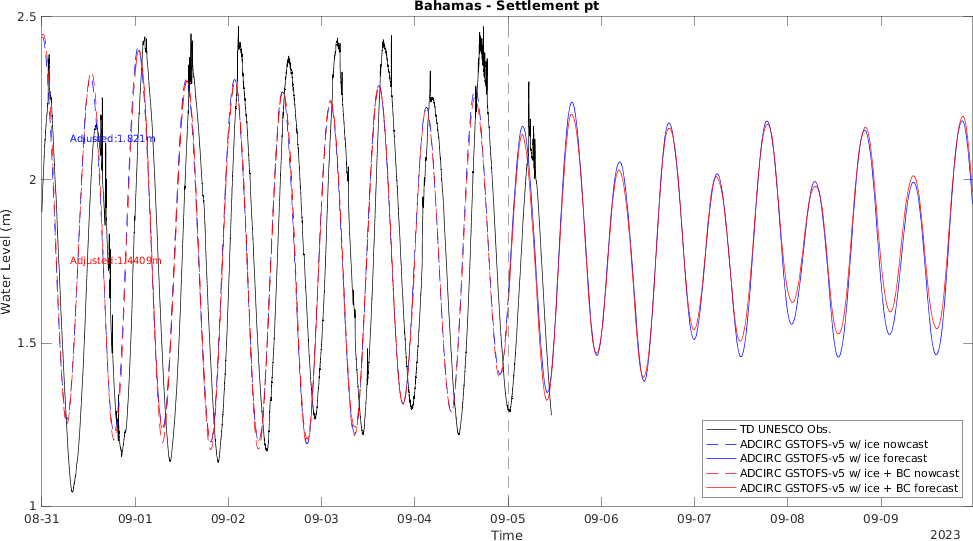 Bahamas - Settlement pt
2.5
2
1.5
1
Water Level (m)
Adjusted:1.821m
Adjusted:1.4409m
TD UNESCO Obs.
ADCIRC GSTOFS-v5 w/ ice nowcast
ADCIRC GSTOFS-v5 w/ ice forecast
ADCIRC GSTOFS-v5 w/ ice + BC nowcast
ADCIRC GSTOFS-v5 w/ ice + BC forecast
08-31 09-01 09-02 09-03 09-04 09-05 09-06 09-07 09-08 09-09
Time
2023